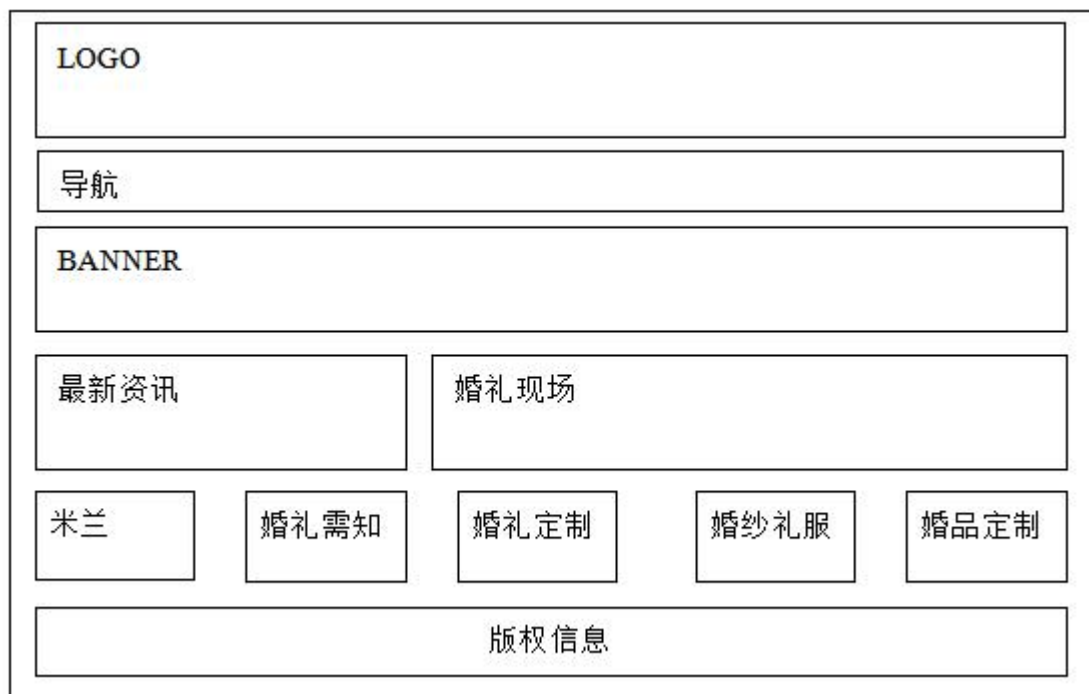 LOGO
导航
BANNER
最新资讯
婚礼现场
米兰
婚礼需知
婚礼定制
婚纱礼服
婚品定制
版权信息